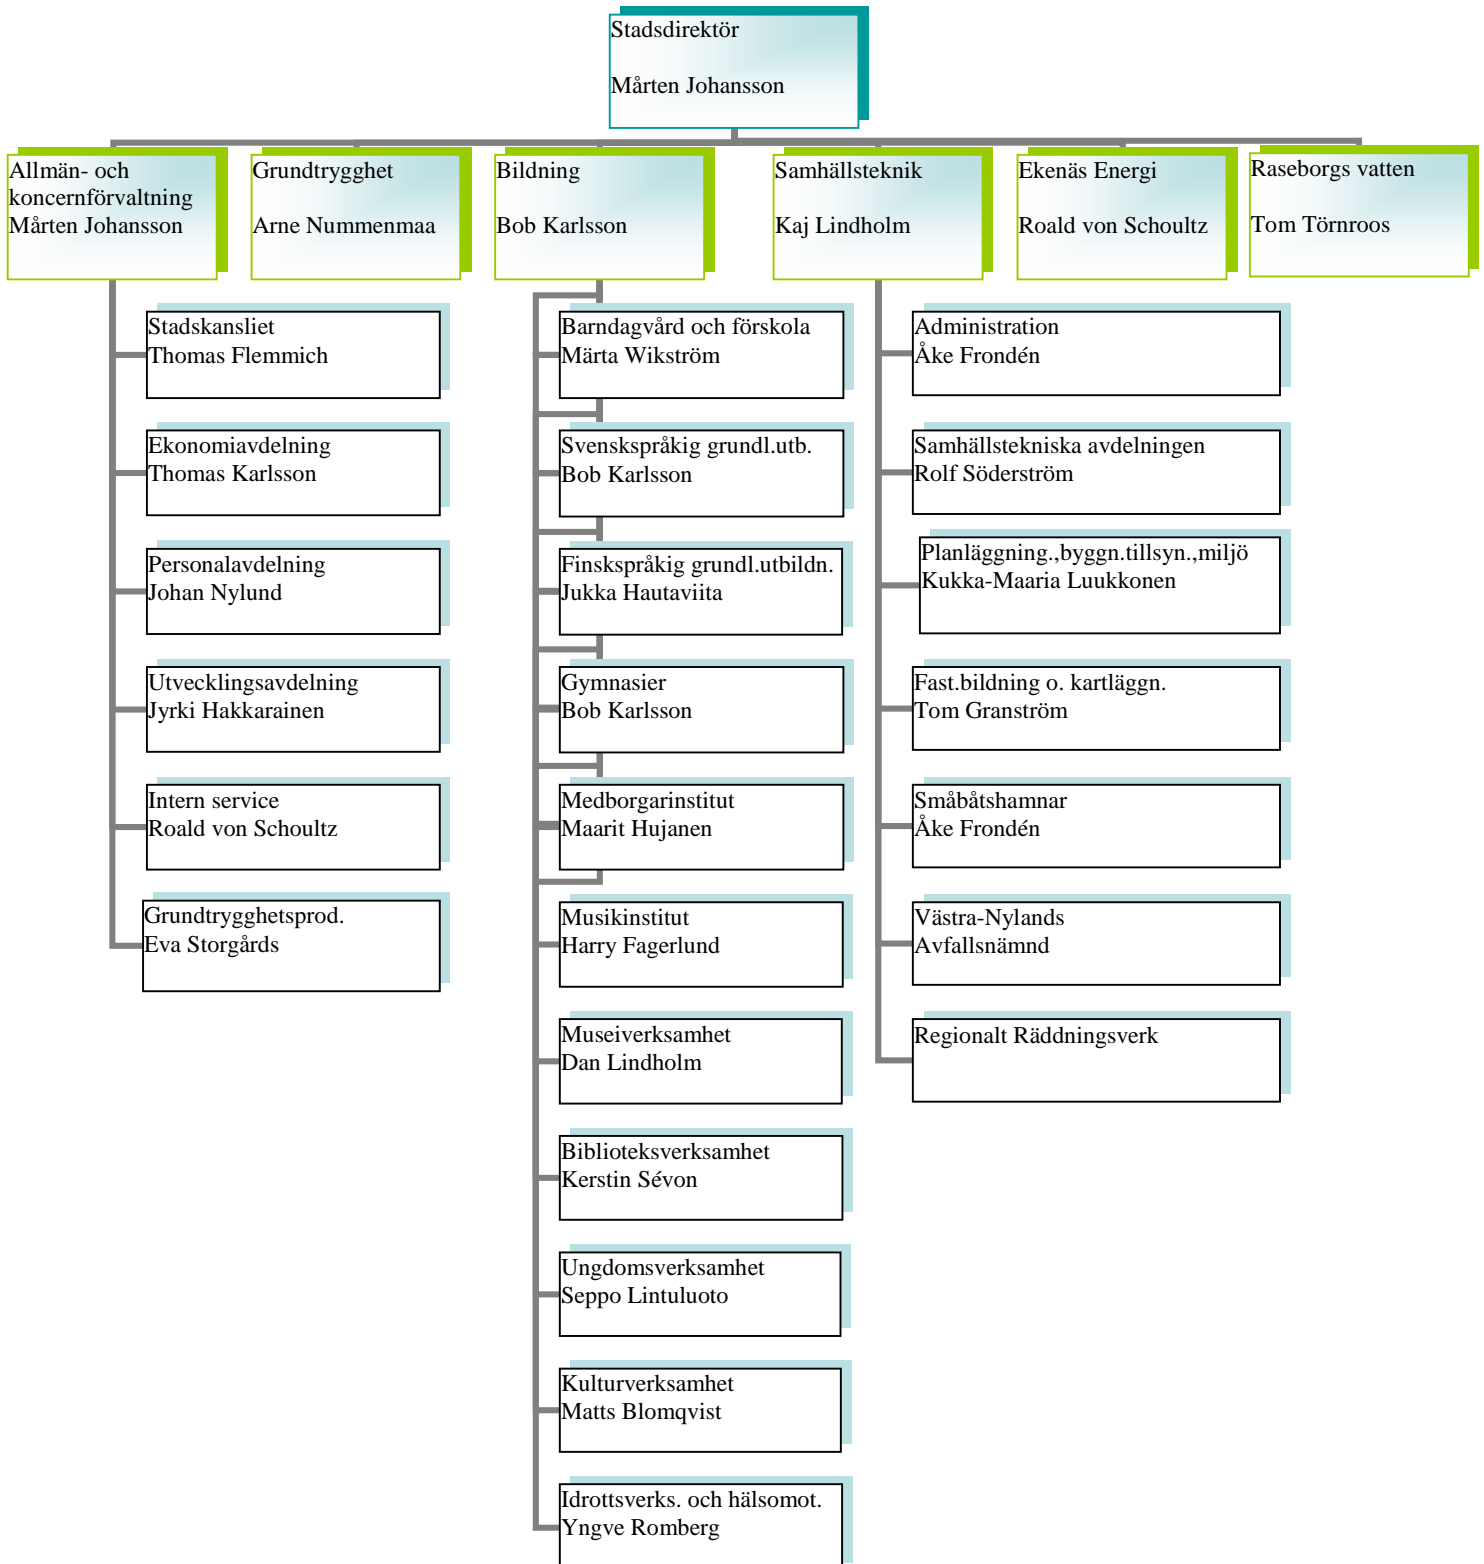 Stadsdirektör
Mårten Johansson
Allmän- och
koncernförvaltning
Mårten Johansson
Grundtrygghet
Arne Nummenmaa
Bildning
Bob Karlsson
Samhällsteknik
Kaj Lindholm
Ekenäs Energi
Roald von Schoultz
Raseborgs vatten
Tom Törnroos
Stadskansliet
Thomas Flemmich
Ekonomiavdelning
Thomas Karlsson
Personalavdelning
Johan Nylund
Utvecklingsavdelning
Jyrki Hakkarainen
Intern service
Roald von Schoultz
Grundtrygghetsprod.
Eva Storgårds
Barndagvård och förskola
Märta Wikström
Svenskspråkig grundl.utb.
Bob Karlsson
Finskspråkig grundl.utbildn.
Jukka Hautaviita
Gymnasier
Bob Karlsson
Medborgarinstitut
Maarit Hujanen
Musikinstitut
Harry Fagerlund
Museiverksamhet
Dan Lindholm
Biblioteksverksamhet
Kerstin Sévon
Ungdomsverksamhet
Seppo Lintuluoto
Kulturverksamhet
Matts Blomqvist
Idrottsverks. och hälsomot.
Yngve Romberg
Administration
Åke Frondén
Samhällstekniska avdelningen
Rolf Söderström
Planläggning.,byggn.tillsyn.,miljö
Kukka-Maaria Luukkonen
Fast.bildning o. kartläggn.
Tom Granström
Småbåtshamnar
Åke Frondén
Västra-Nylands
Avfallsnämnd
Regionalt Räddningsverk